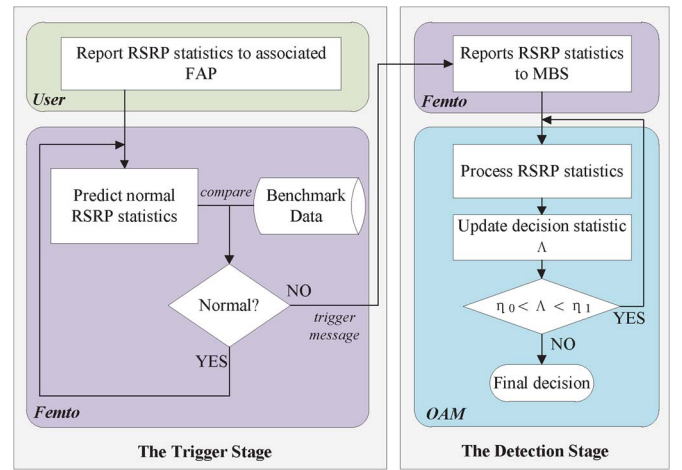 Report RSRP statistics to associated
FAP
User
Predict normal
RSRP statistics
compare
Benchmark
Data
Normal?
NO
trigger
message
YES
Femto
The Trigger Stage
Reports RSRP statistics
to MBS
Femto
Process RSRP statistics
Update decision statistic
Λ
η 0 < Λ < η 1
YES
NO
Final decision
OAM
The Detection Stage